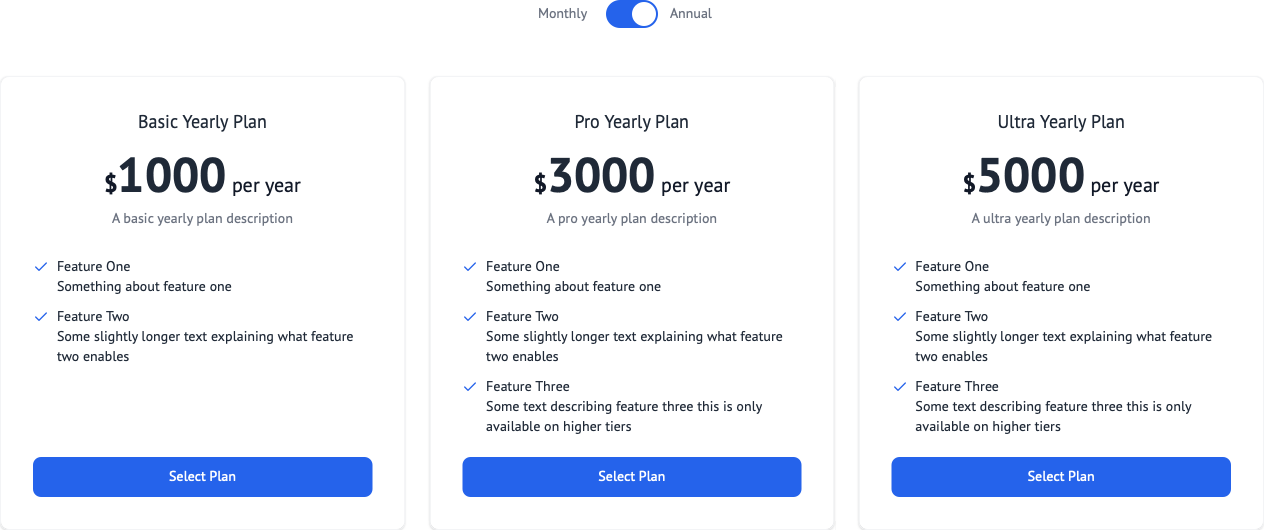 Monthly Annual
Basic Yearly Plan
$1000 per year
A basic yearly plan description
Feature One
Something about feature one
Feature Two
Some slightly longer text explaining what feature
two enables
Select Plan
Pro Yearly Plan
$3000 per year
A pro yearly plan description
Feature One
Something about feature one
Feature Two
Some slightly longer text explaining what feature
two enables
Feature Three
Some text describing feature three this is only
available on higher tiers
Select Plan
Ultra Yearly Plan
$5000 per year
A ultra yearly plan description
Feature One
Something about feature one
Feature Two
Some slightly longer text explaining what feature
two enables
Feature Three
Some text describing feature three this is only
available on higher tiers
Select Plan